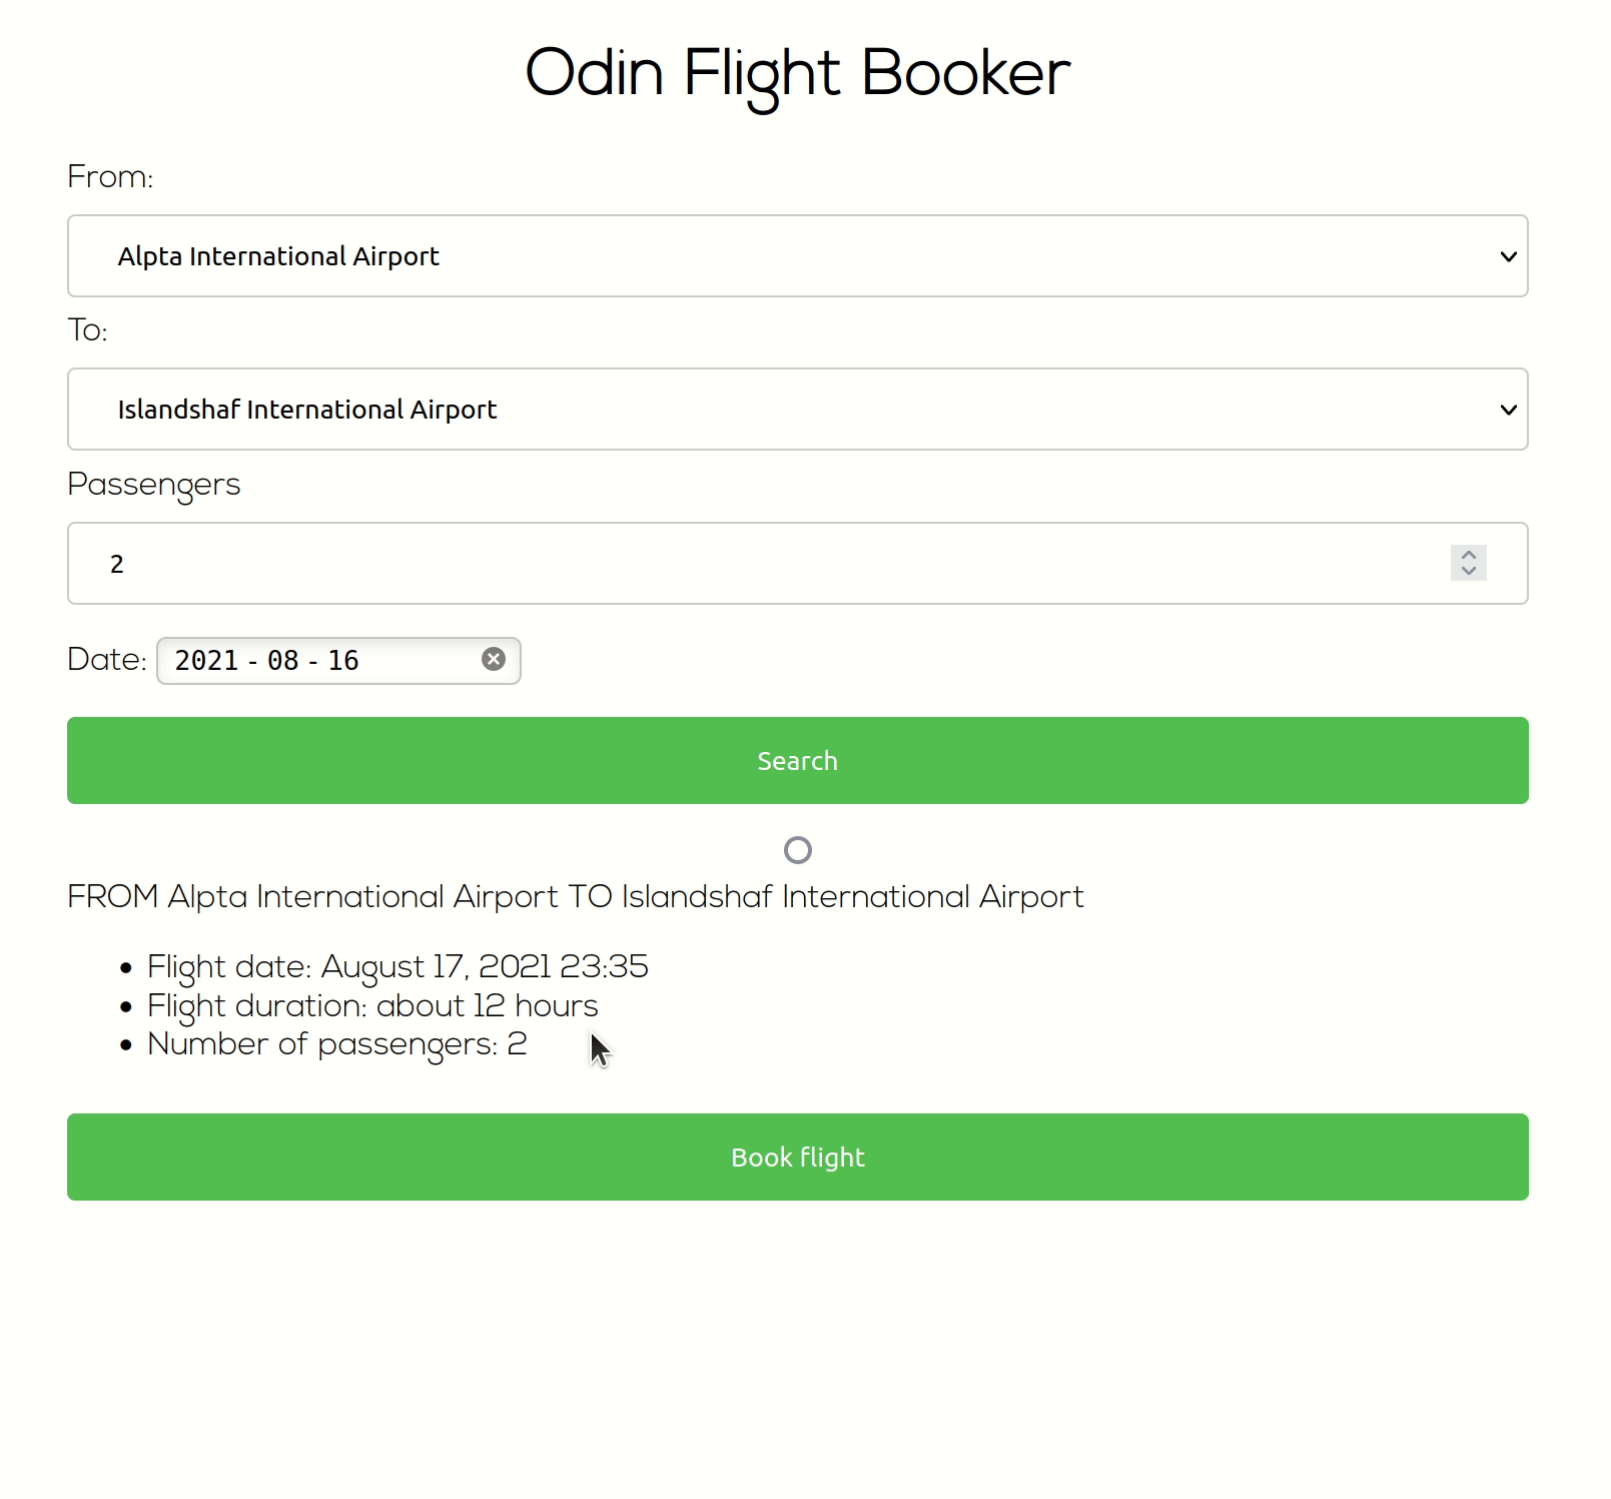 Odin Flight Booker
From:
Alpta International Airport
To:
Islandshaf International Airport
Passengers
2
Date: 2021 - 08 - 16
Search
FROM Alpta International Airport TO Islandshaf International Airport
• Flight date: August 17, 2021 23:35
• Flight duration: about 12 hours
• Number of passengers: 2
Book flight